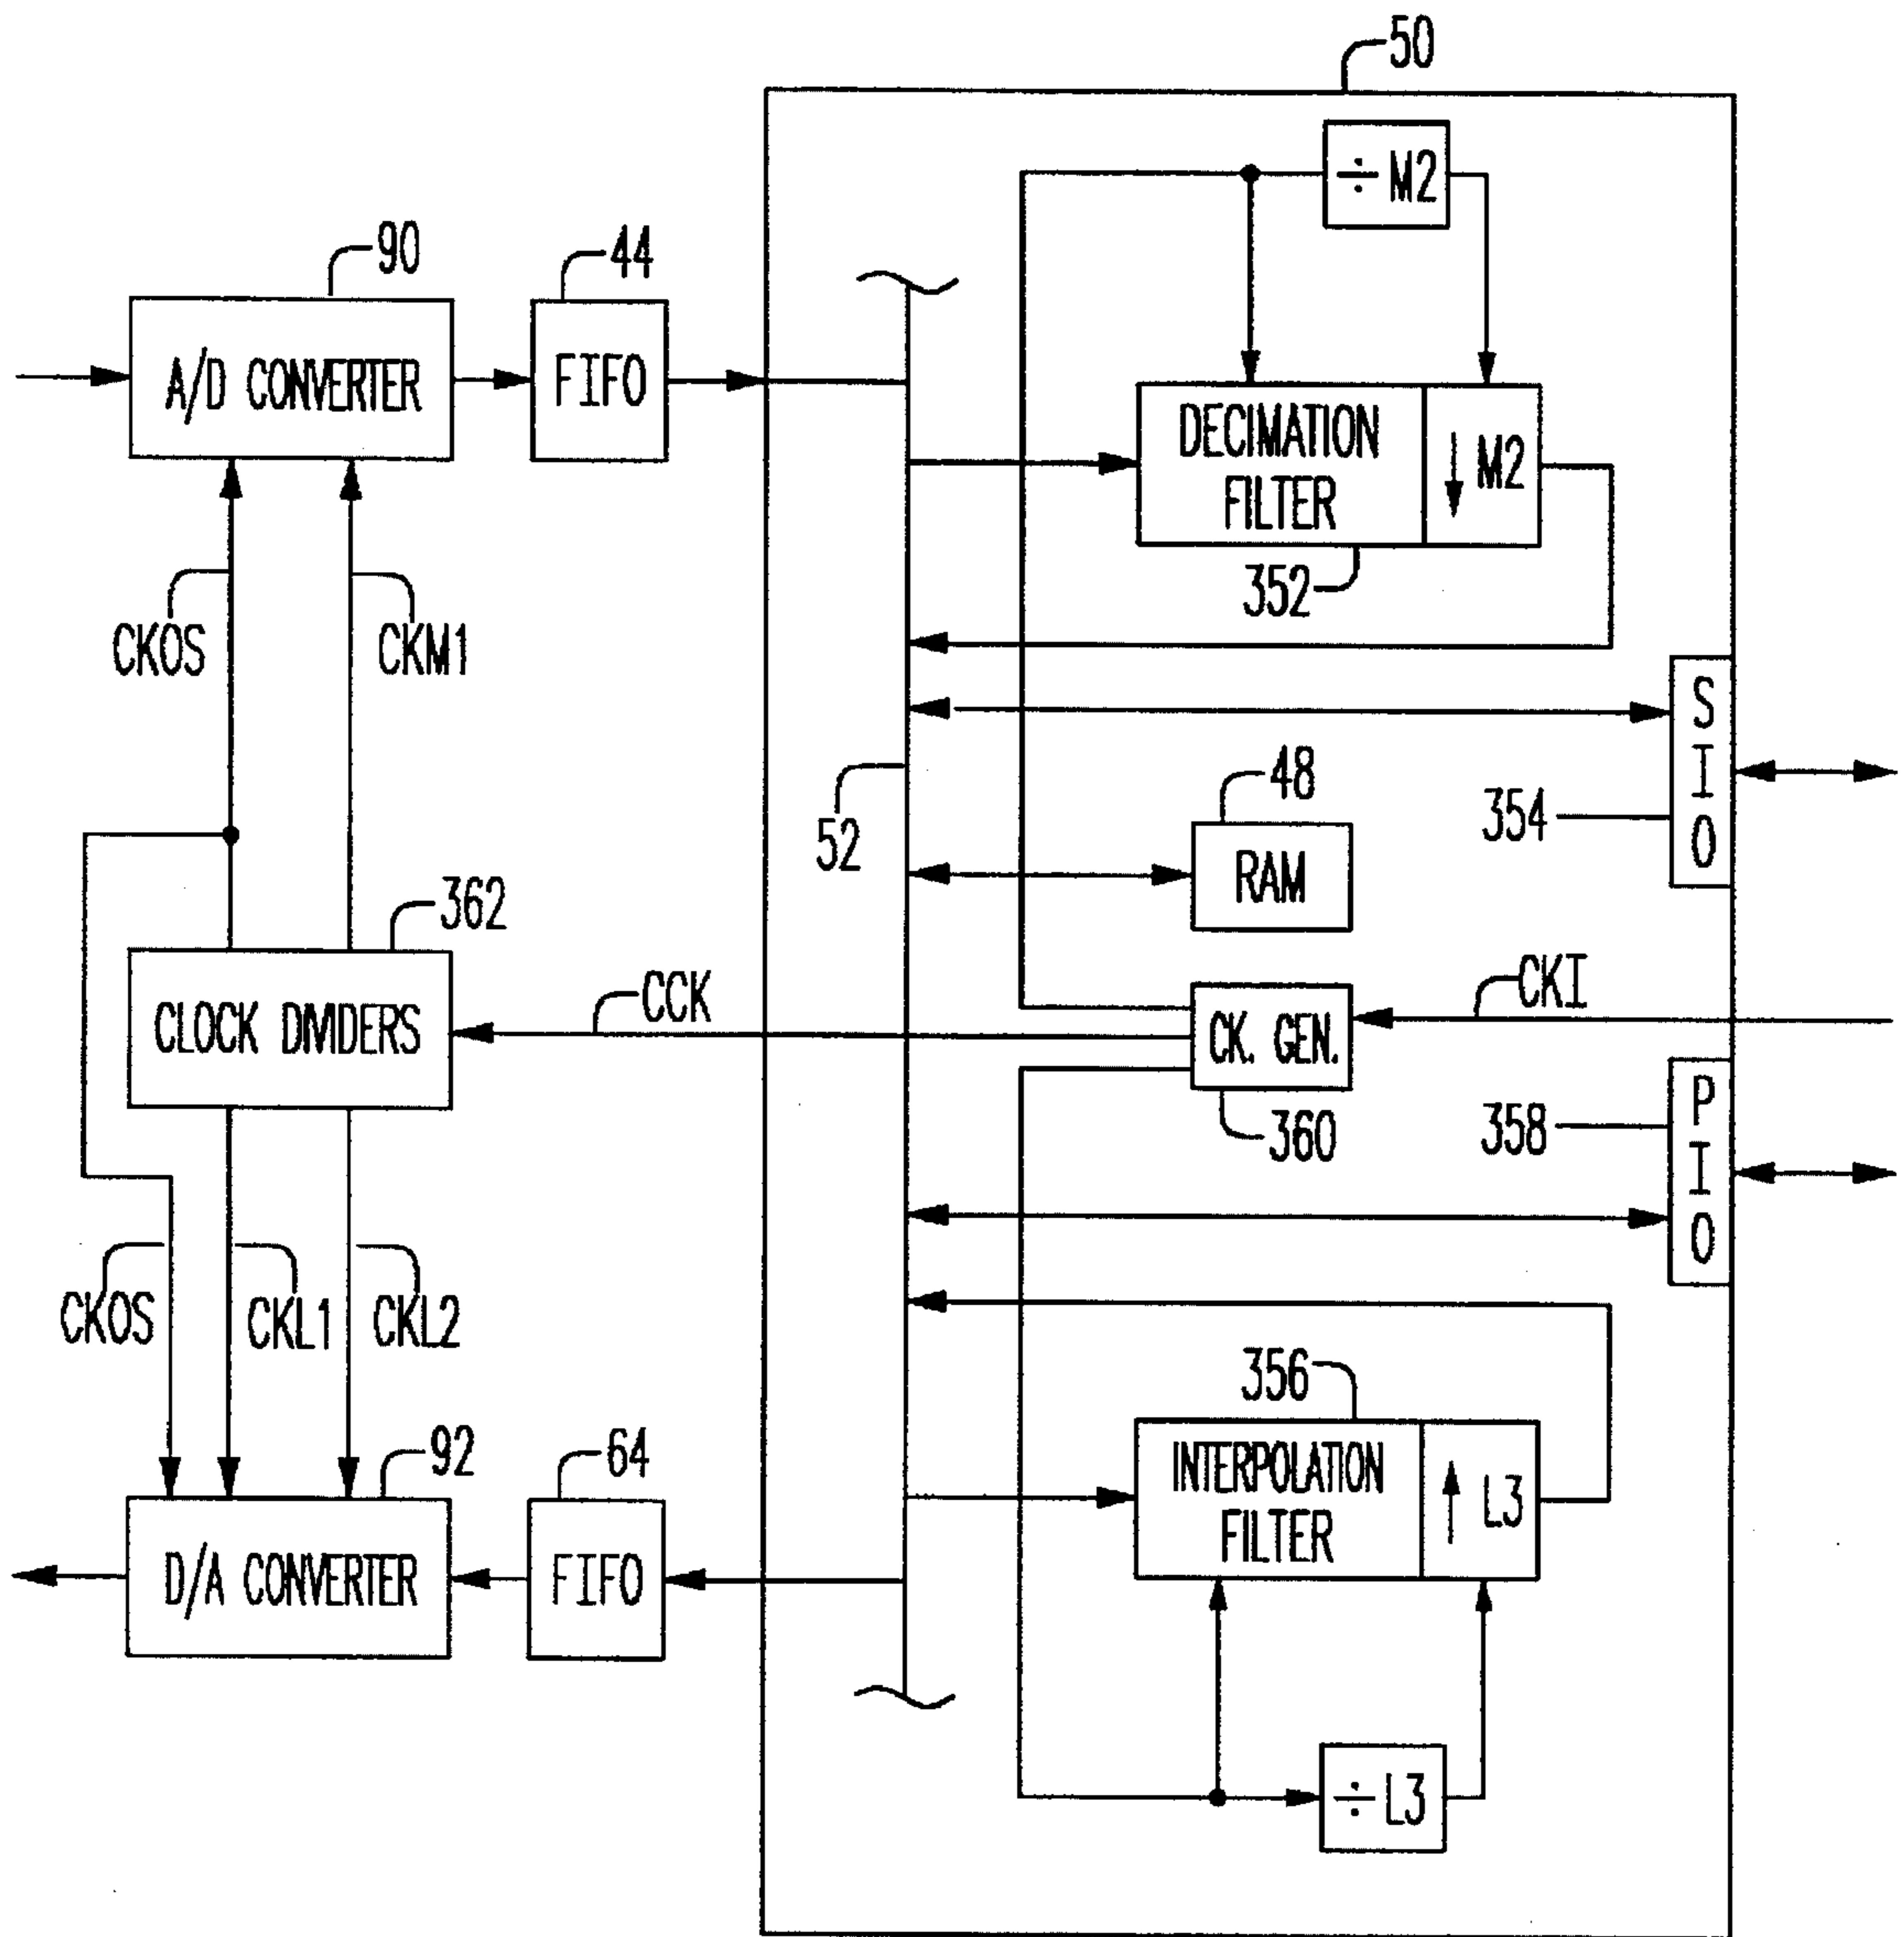 50
÷ M2
90
44
A/D CONVERTER
FIFO
DECIMATION
FILTER
↓ M2
352
CKOS
CKM1
S
I
O
354
52
48
RAM
362
CLOCK DIVIDERS
CCK
CK. GEN.
CKI
360
P
I
O
358
CKOS
CKL1
CKL2
356
INTERPOLATION
FILTER
↑ L3
92
64
D/A CONVERTER
FIFO
÷ L3